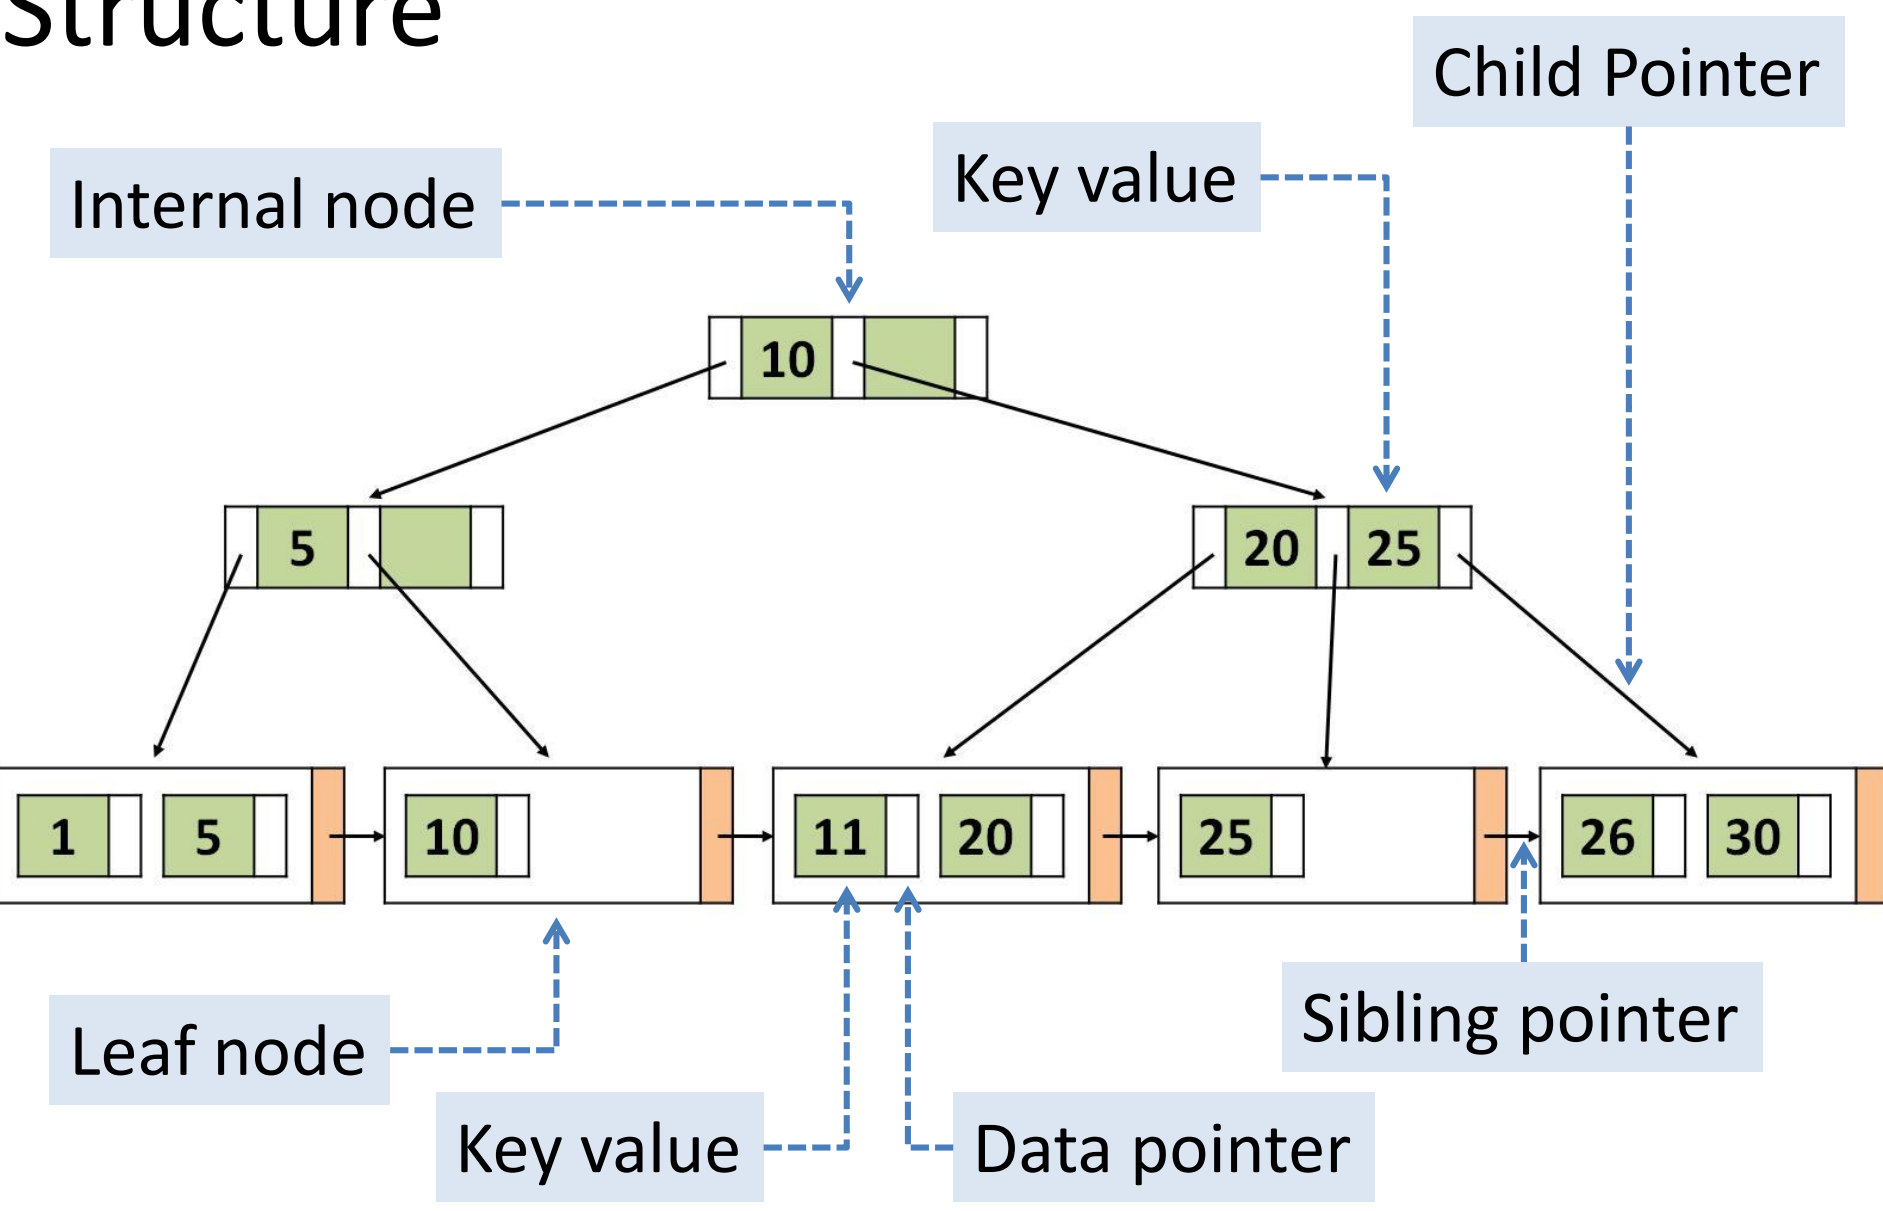 Structure
Child Pointer
Key value
Internal node
10
5
20 25
1 5 10 11 20 25 26 30
Sibling pointer
Leaf node
Key value
Data pointer